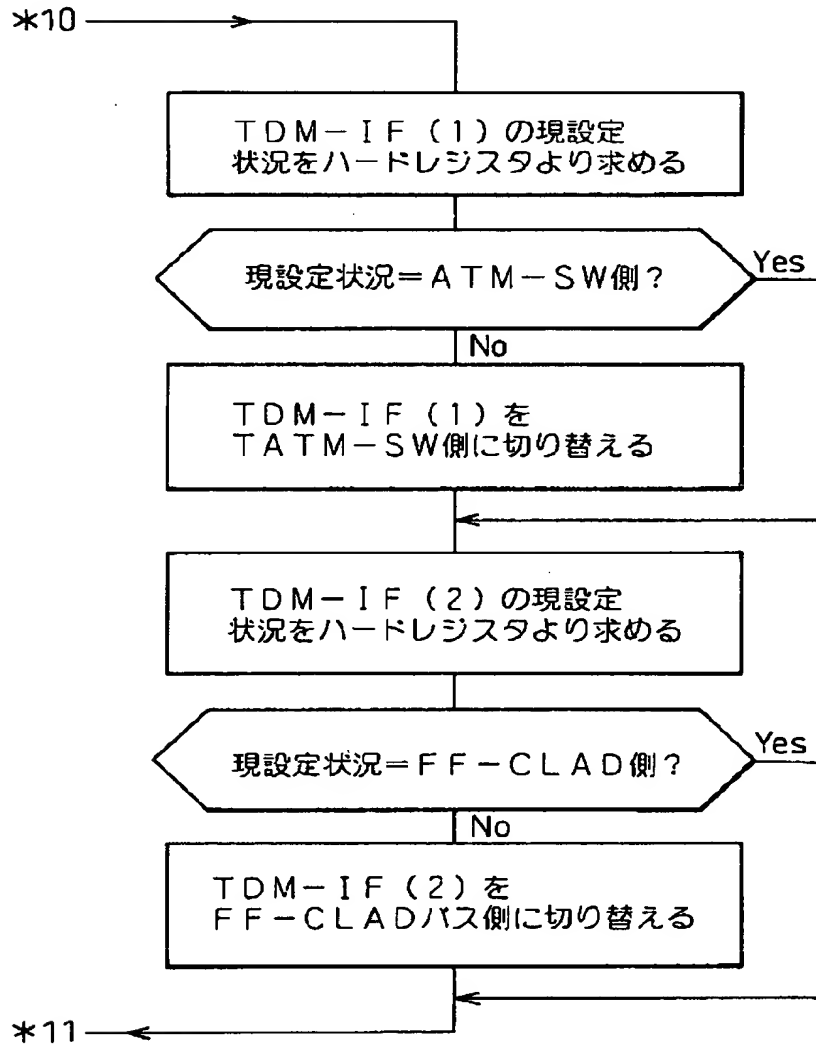 *10
TDM-IF(1)の現設定
状況をハードレジスタより求める
現設定状況=ATM-SW側?
Yes
No
TDM-IF(1)を
TATM-SW側に切り替える
TDM-IF(2)の現設定
状況をハードレジスタより求める
現設定状況=FF-CLAD側?
Yes
No
TDM-IF(2)を
FF-CLADパス側に切り替える
*11